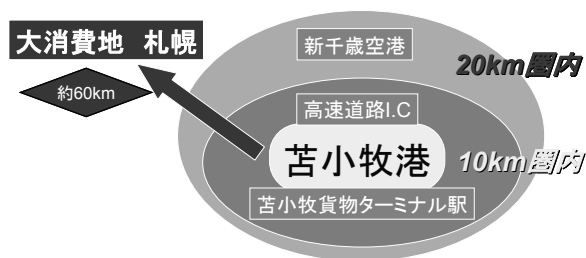 大消費地 札幌
約60km
新千歳空港
20km圏内
高速道路I.C
苫小牧港
10km圏内
苫小牧貨物ターミナル駅